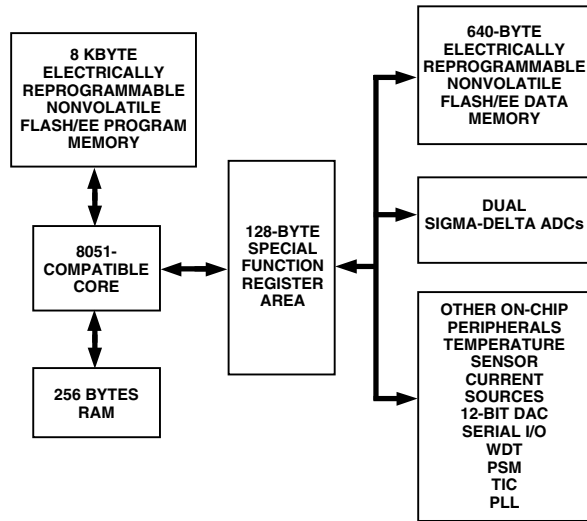 8 KBYTE
ELECTRICALLY
REPROGRAMMABLE
NONVOLATILE
FLASH/EE PROGRAM
MEMORY
8051-
COMPATIBLE
CORE
256 BYTES
RAM
128-BYTE
SPECIAL
FUNCTION
REGISTER
AREA
640-BYTE
ELECTRICALLY
REPROGRAMMABLE
NONVOLATILE
FLASH/EE DATA
MEMORY
DUAL
SIGMA-DELTA ADCs
OTHER ON-CHIP
PERIPHERALS
TEMPERATURE
SENSOR
CURRENT
SOURCES
12-BIT DAC
SERIAL I/O
WDT
PSM
TIC
PLL